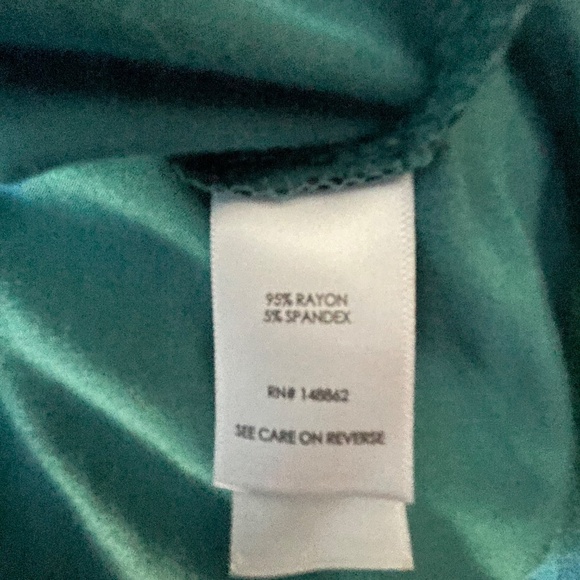 95% RAYON
5% SPANDEX
RN# 148862
SEE CARE ON REVERSE